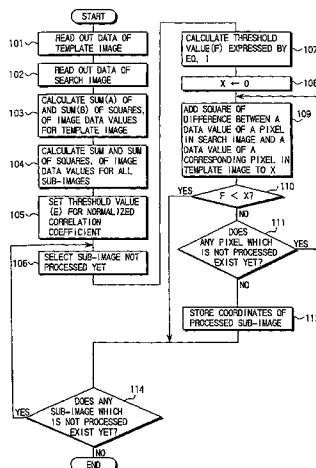 START
101
READ OUT DATA OF
TEMPLATE IMAGE
102
READ OUT DATA OF
SEARCH IMAGE
103
CALCULATE SUM(A) OF
AND SUM(B) OF SQUARES,
OF IMAGE DATA VALUES
FOR TEMPLATE IMAGE
104
CALCULATE SUM AND SUM
OF SQUARES, OF IMAGE
DATA VALUES FOR ALL
SUB-IMAGES
105
SET THRESHOLD VALUE
(E) FOR NORMALIZED
CORRELATION
COEFFICIENT
106
SELECT SUB-IMAGE NOT
PROCESSED YET
CALCULATE THRESHOLD
VALUE(F) EXPRESSED BY
EQ. 1
107
X ← 0
108
109
ADD SQUARE OF
DIFFERENCE BETWEEN A
DATA VALUE OF A PIXEL
IN SEARCH IMAGE AND A
DATA VALUE OF A
CORRESPONDING PIXEL IN
TEMPLATE IMAGE TO X
110
YES
F < X?
NO
111
DOES
ANY PIXEL WHICH
IS NOT PROCESSED
EXIST YET?
YES
NO
STORE COORDINATES OF
PROCESSED SUB-IMAGE
114
DOES ANY
SUB-IMAGE WHICH
IS NOT PROCESSED
EXIST YET?
YES
NO
END